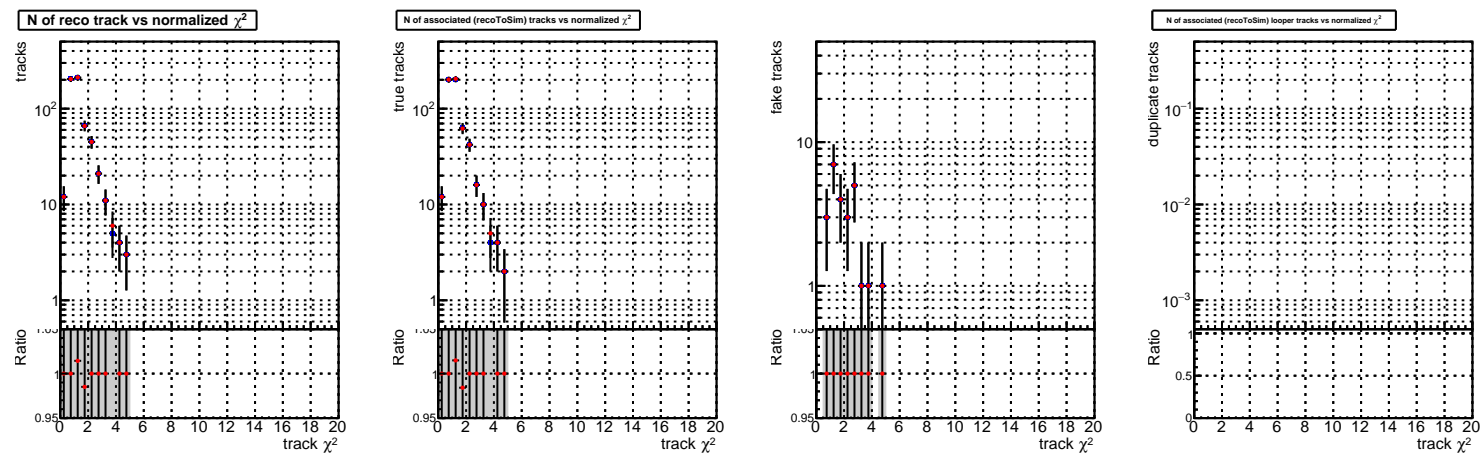 N of reco track vs normalized χ²
tracks
10²
10
1
Ratio
1.05
1
0.95
0 2 4 6 8 10 12 14 16 18 20
track χ²
N of associated (recoToSim) tracks vs normalized χ²
true tracks
10²
10
1
Ratio
1.05
1
0.95
0 2 4 6 8 10 12 14 16 18 20
track χ²
fake tracks
10
1
Ratio
1.05
1
0.95
0 2 4 6 8 10 12 14 16 18 20
track χ²
N of associated (recoToSim) looper tracks vs normalized χ²
duplicate tracks
10⁻¹
10⁻²
10⁻³
Ratio
1
0.5
0
0 2 4 6 8 10 12 14 16 18 20
track χ²